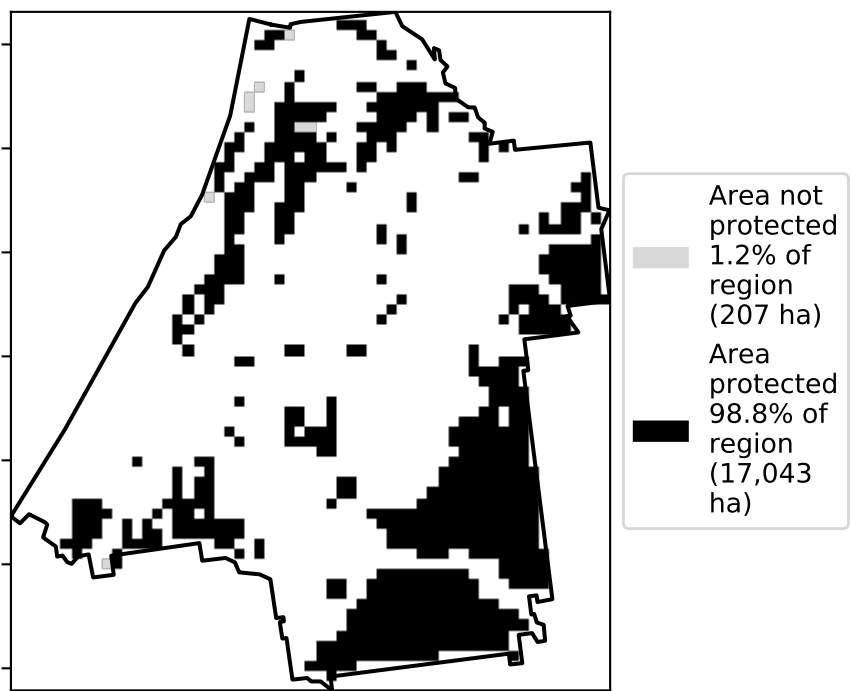 Area not
protected
1.2% of
region
(207 ha)
Area
protected
98.8% of
region
(17,043
ha)